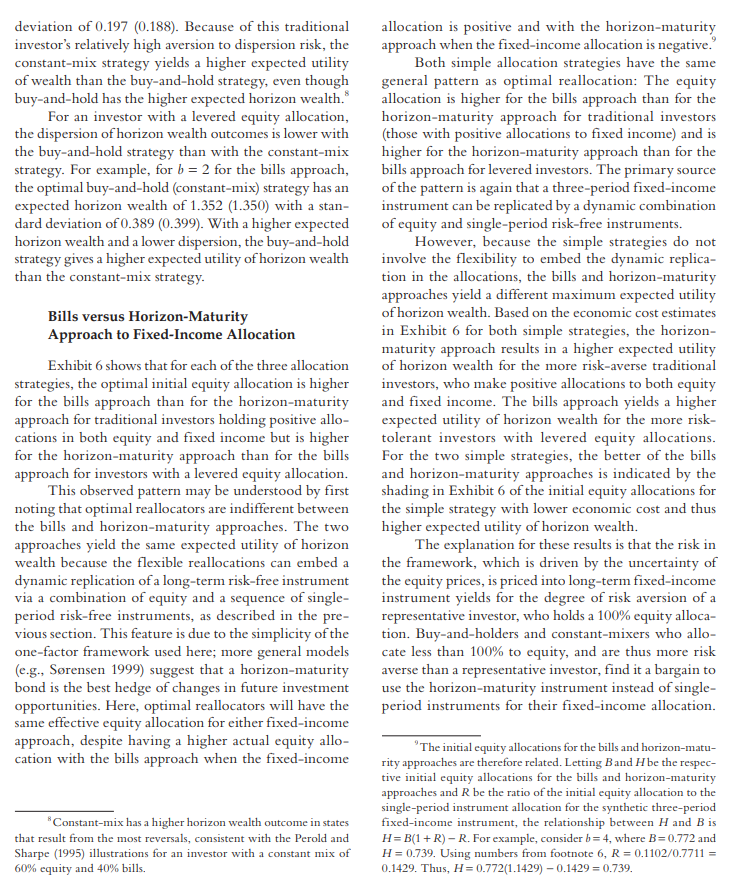 deviation of 0.197 (0.188). Because of this traditional
investor’s relatively high aversion to dispersion risk, the
constant-mix strategy yields a higher expected utility
of wealth than the buy-and-hold strategy, even though
buy-and-hold has the higher expected horizon wealth.⁸
For an investor with a levered equity allocation,
the dispersion of horizon wealth outcomes is lower with
the buy-and-hold strategy than with the constant-mix
strategy. For example, for b = 2 for the bills approach,
the optimal buy-and-hold (constant-mix) strategy has an
expected horizon wealth of 1.352 (1.350) with a stan-
dard deviation of 0.389 (0.399). With a higher expected
horizon wealth and a lower dispersion, the buy-and-hold
strategy gives a higher expected utility of horizon wealth
than the constant-mix strategy.
Bills versus Horizon-Maturity
Approach to Fixed-Income Allocation
Exhibit 6 shows that for each of the three allocation
strategies, the optimal initial equity allocation is higher
for the bills approach than for the horizon-maturity
approach for traditional investors holding positive allo-
cations in both equity and fixed income but is higher
for the horizon-maturity approach than for the bills
approach for investors with a levered equity allocation.
This observed pattern may be understood by first
noting that optimal reallocators are indifferent between
the bills and horizon-maturity approaches. The two
approaches yield the same expected utility of horizon
wealth because the flexible reallocations can embed a
dynamic replication of a long-term risk-free instrument
via a combination of equity and a sequence of single-
period risk-free instruments, as described in the pre-
vious section. This feature is due to the simplicity of the
one-factor framework used here; more general models
(e.g., Sørensen 1999) suggest that a horizon-maturity
bond is the best hedge of changes in future investment
opportunities. Here, optimal reallocators will have the
same effective equity allocation for either fixed-income
approach, despite having a higher actual equity allo-
cation with the bills approach when the fixed-income
⁸Constant-mix has a higher horizon wealth outcome in states
that result from the most reversals, consistent with the Perold and
Sharpe (1995) illustrations for an investor with a constant mix of
60% equity and 40% bills.
allocation is positive and with the horizon-maturity
approach when the fixed-income allocation is negative.⁹
Both simple allocation strategies have the same
general pattern as optimal reallocation: The equity
allocation is higher for the bills approach than for the
horizon-maturity approach for traditional investors
(those with positive allocations to fixed income) and is
higher for the horizon-maturity approach than for the
bills approach for levered investors. The primary source
of the pattern is again that a three-period fixed-income
instrument can be replicated by a dynamic combination
of equity and single-period risk-free instruments.
However, because the simple strategies do not
involve the flexibility to embed the dynamic replica-
tion in the allocations, the bills and horizon-maturity
approaches yield a different maximum expected utility
of horizon wealth. Based on the economic cost estimates
in Exhibit 6 for both simple strategies, the horizon-
maturity approach results in a higher expected utility
of horizon wealth for the more risk-averse traditional
investors, who make positive allocations to both equity
and fixed income. The bills approach yields a higher
expected utility of horizon wealth for the more risk-
tolerant investors with levered equity allocations.
For the two simple strategies, the better of the bills
and horizon-maturity approaches is indicated by the
shading in Exhibit 6 of the initial equity allocations for
the simple strategy with lower economic cost and thus
higher expected utility of horizon wealth.
The explanation for these results is that the risk in
the framework, which is driven by the uncertainty of
the equity prices, is priced into long-term fixed-income
instrument yields for the degree of risk aversion of a
representative investor, who holds a 100% equity alloca-
tion. Buy-and-holders and constant-mixers who allo-
cate less than 100% to equity, and are thus more risk
averse than a representative investor, find it a bargain to
use the horizon-maturity instrument instead of single-
period instruments for their fixed-income allocation.
⁹The initial equity allocations for the bills and horizon-matu-
rity approaches are therefore related. Letting B and H be the respec-
tive initial equity allocations for the bills and horizon-maturity
approaches and R be the ratio of the initial equity allocation to the
single-period instrument allocation for the synthetic three-period
fixed-income instrument, the relationship between H and B is
H = B(1 + R) – R. For example, consider b = 4, where B = 0.772 and
H = 0.739. Using numbers from footnote 6, R = 0.1102/0.7711 =
0.1429. Thus, H = 0.772(1.1429) – 0.1429 = 0.739.